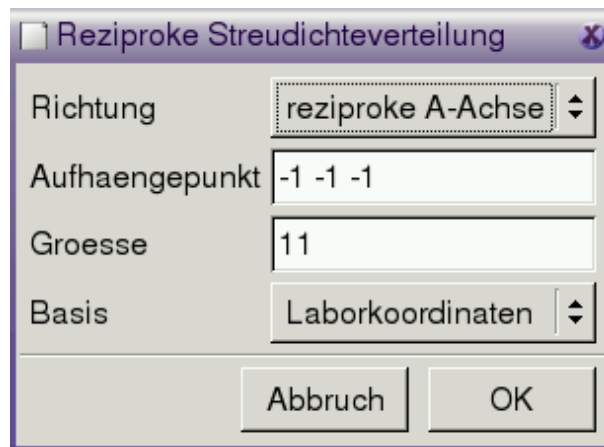 Reziproke Streudichteverteilung
Richtung reziproke A-Achse
Aufhaengepunkt -1 -1 -1
Groesse 11
Basis Laborkoordinaten
Abbruch OK